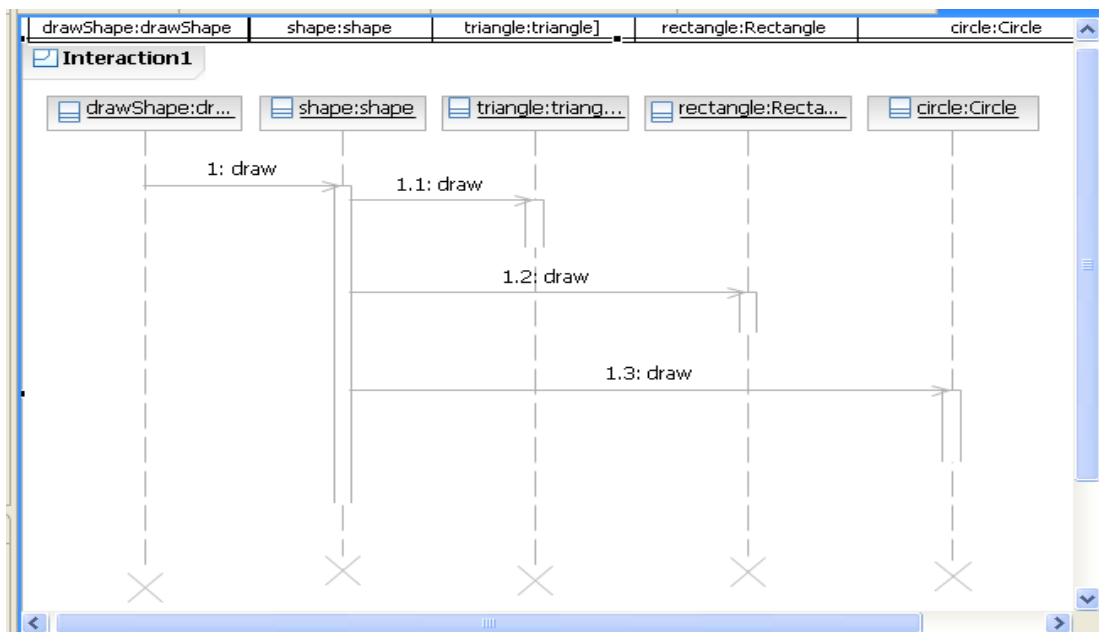 drawShape:drawShape shape:shape triangle:triangle] rectangle:Rectangle circle:Circle
Interaction1
drawShape:dr... shape:shape triangle:triang... rectangle:Recta... circle:Circle
1: draw
1.1: draw
1.2: draw
1.3: draw